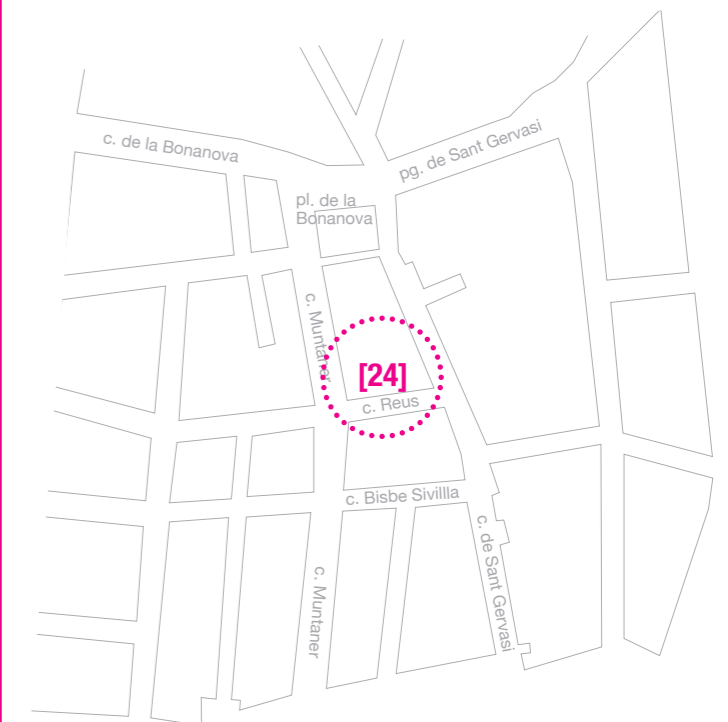 c. de la Bonanova
pg. de Sant Gervasi
pl. de la
Bonanova
c. Muntaner
[24]
c. Reus
c. Bisbe Sivillla
c. de Sant Gervasi
c. Muntaner